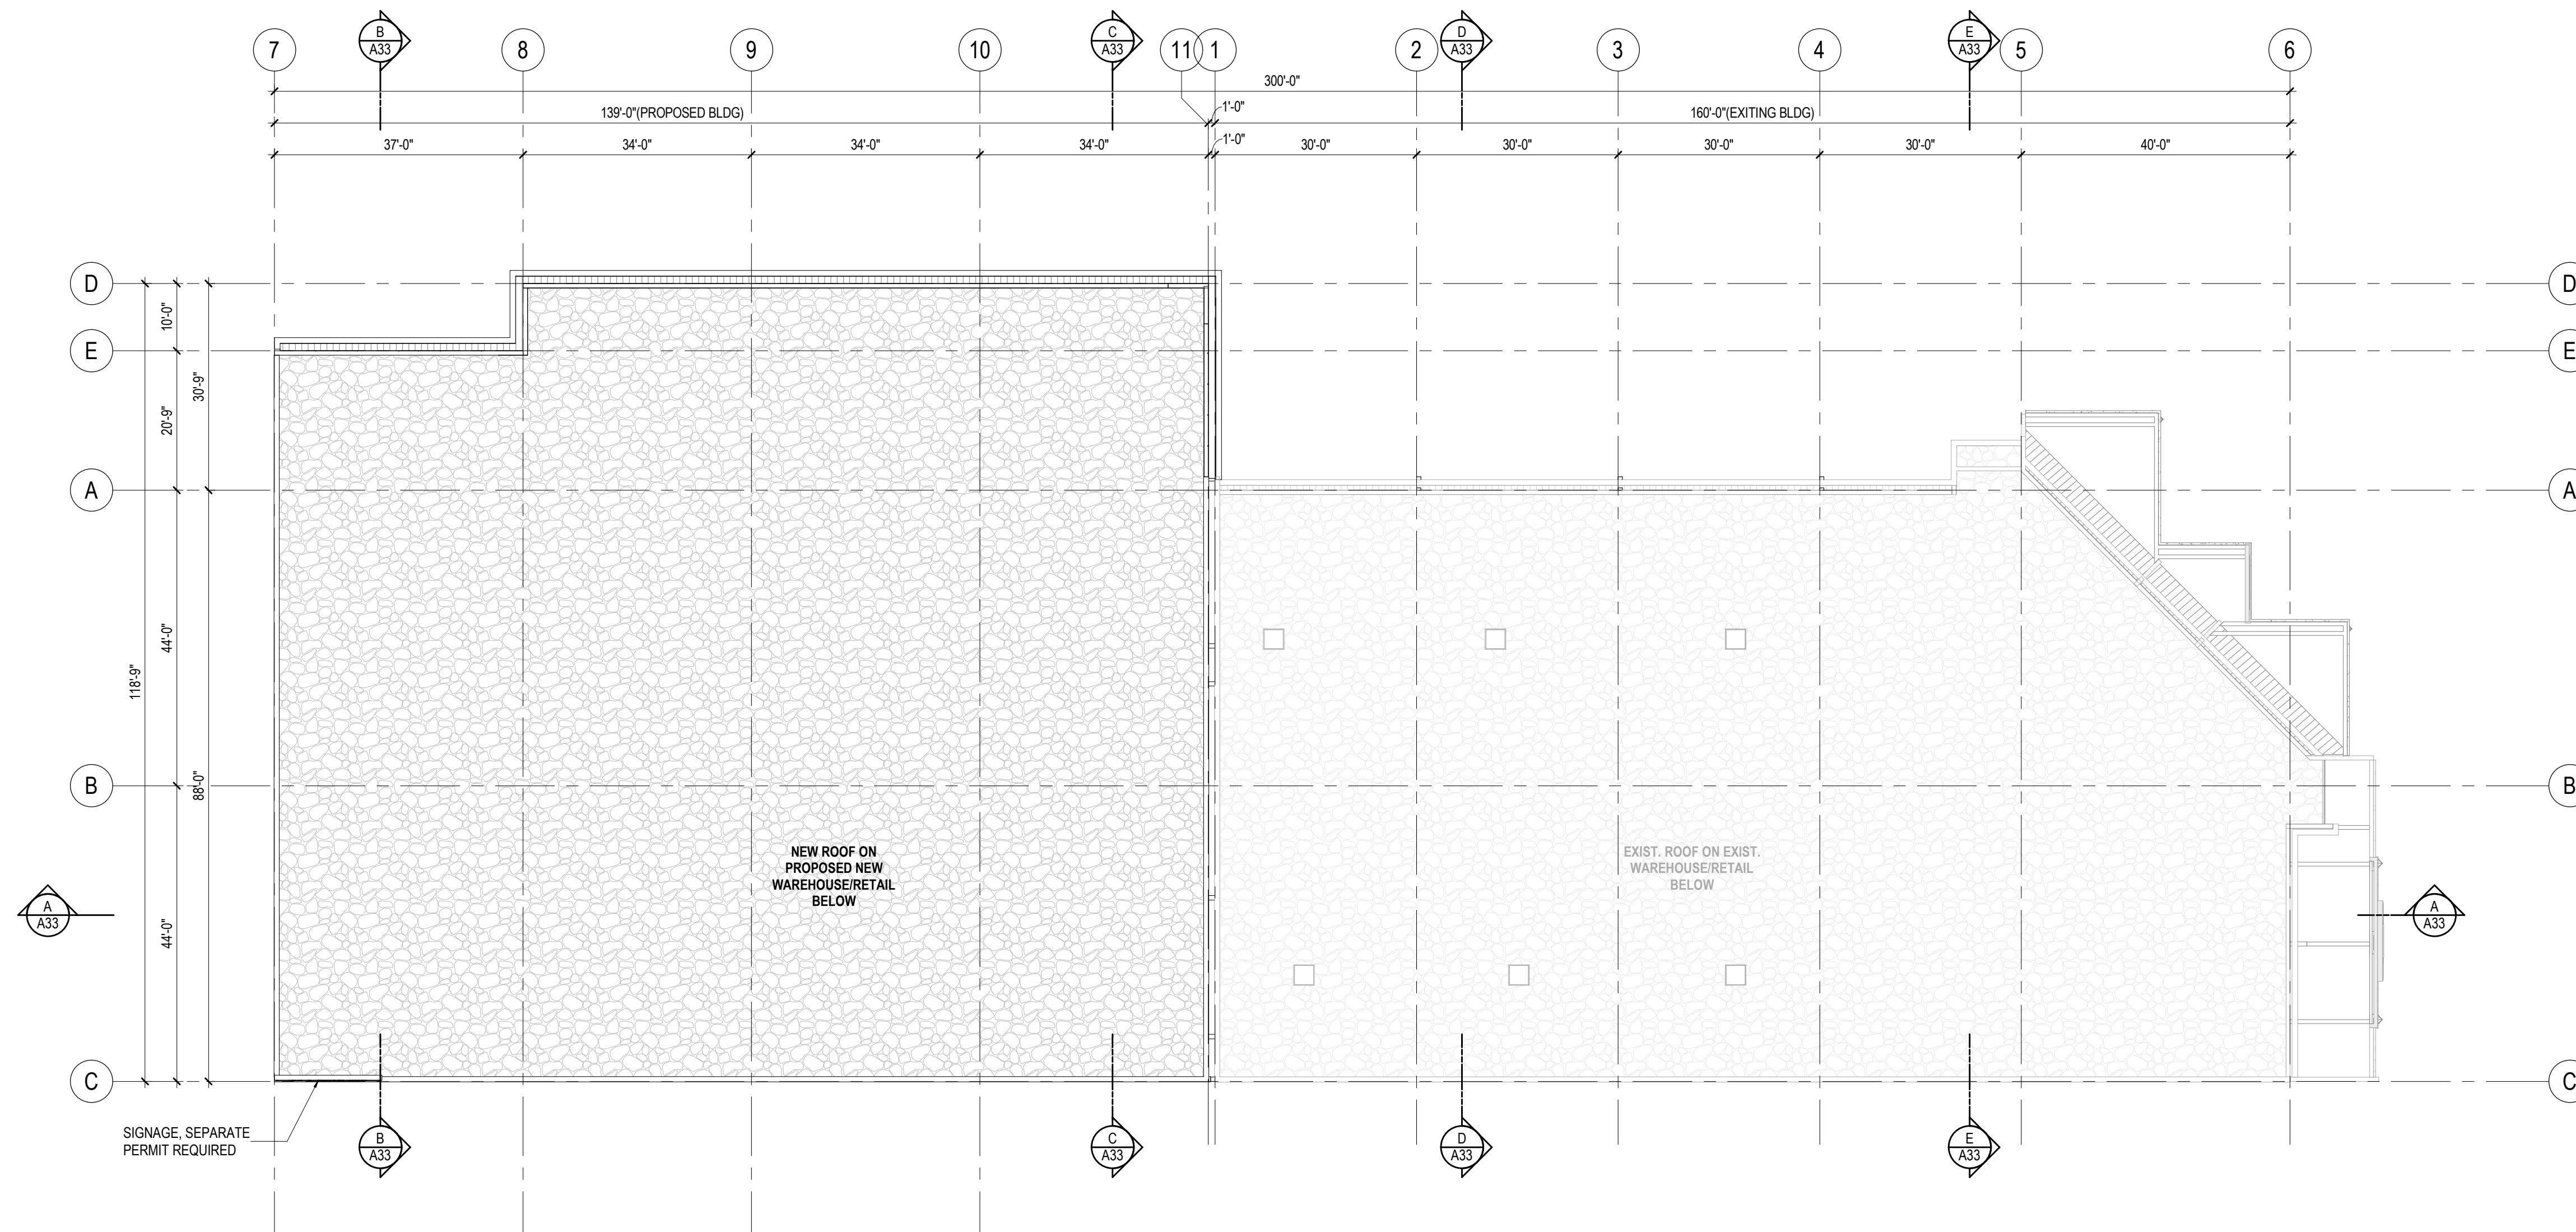 7
B
A33
8
9
10
C
A33
11
1
2
D
A33
3
4
E
A33
5
6
300'-0"
139'-0"(PROPOSED BLDG)
1'-0"
160'-0"(EXITING BLDG)
37'-0"
34'-0"
34'-0"
34'-0"
1'-0"
30'-0"
30'-0"
30'-0"
30'-0"
40'-0"
D
D
10'-0"
E
E
30'-9"
20'-9"
A
A
44'-0"
118'-9"
B
B
88'-0"
NEW ROOF ON
PROPOSED NEW
WAREHOUSE/RETAIL
BELOW
EXIST. ROOF ON EXIST.
WAREHOUSE/RETAIL
BELOW
A
A33
A
A33
44'-0"
C
C
SIGNAGE, SEPARATE
PERMIT REQUIRED
B
A33
C
A33
D
A33
E
A33